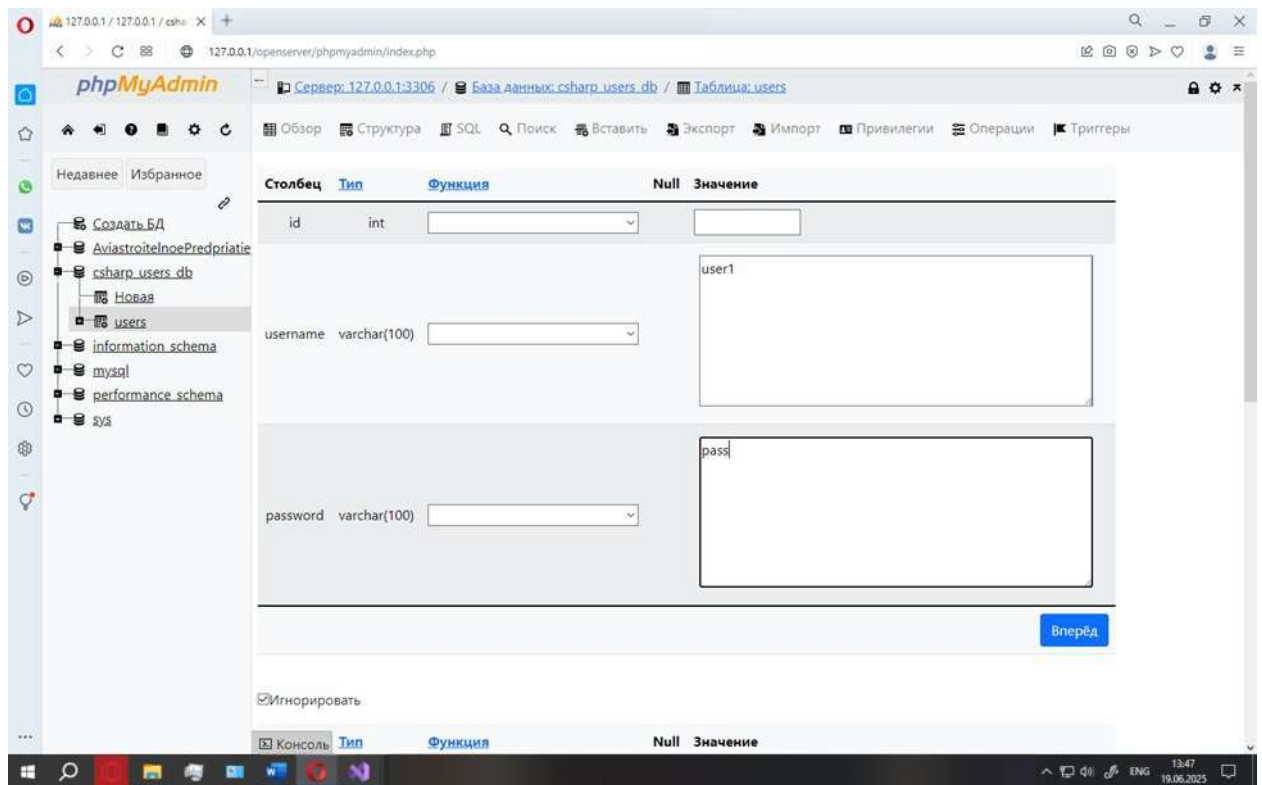 127.0.0.1 / 127.0.0.1 / csha
127.0.0.1/openserver/phpmyadmin/index.php
phpMyAdmin
Сервер: 127.0.0.1:3306 / База данных: csharp_users_db / Таблица: users
Обзор Структура SQL Поиск Вставить Экспорт Импорт Привилегии Операции Триггеры
Недавнее Избранное
Создать БД
AviastroitelnoePredpriatie
csharp_users_db
Новая
users
information_schema
mysql
performance_schema
sys
Столбец Тип Функция Null Значение
id int
username varchar(100) user1
password varchar(100) pass
Вперёд
Игнорировать
Консоль Тип Функция Null Значение
ENG 13:47
19.06.2025